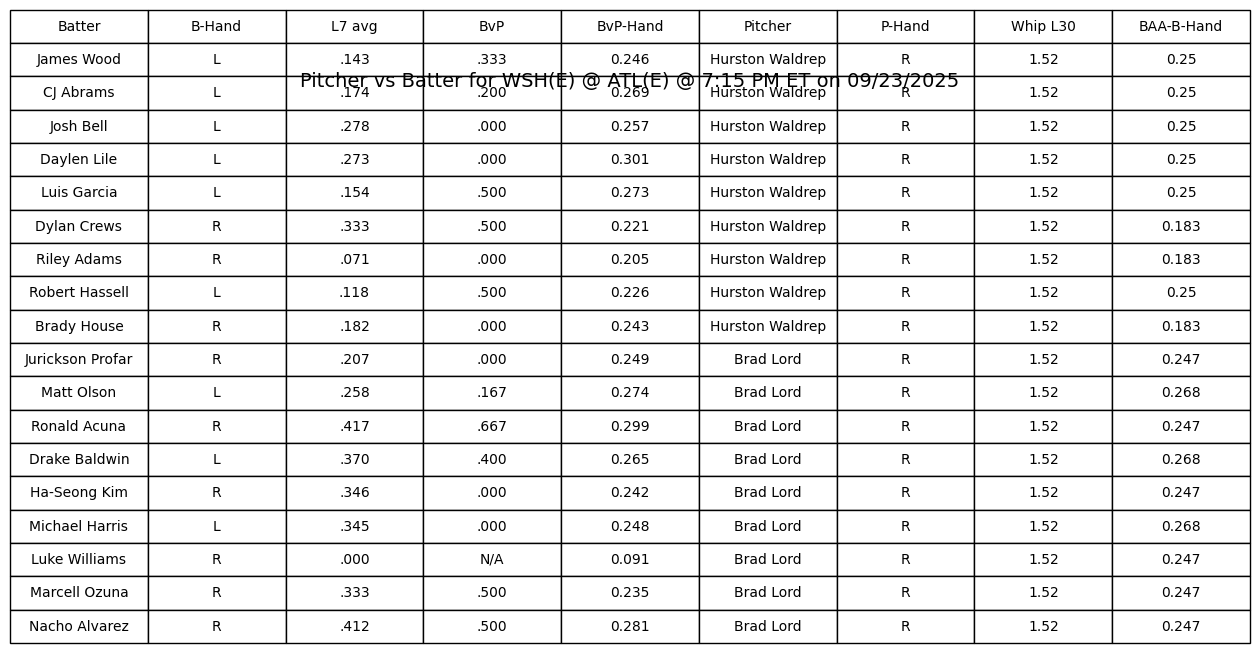 Batter B-Hand L7 avg BvP BvP-Hand Pitcher P-Hand Whip L30 BAA-B-Hand
James Wood L .143 .333 0.246 Hurston Waldrep R 1.52 0.25
Pitcher vs Batter for WSH(E) @ ATL(E) @ 7:15 PM ET on 09/23/2025
CJ Abrams L .174 .200 0.269 Hurston Waldrep R 1.52 0.25
Josh Bell L .278 .000 0.257 Hurston Waldrep R 1.52 0.25
Daylen Lile L .273 .000 0.301 Hurston Waldrep R 1.52 0.25
Luis Garcia L .154 .500 0.273 Hurston Waldrep R 1.52 0.25
Dylan Crews R .333 .500 0.221 Hurston Waldrep R 1.52 0.183
Riley Adams R .071 .000 0.205 Hurston Waldrep R 1.52 0.183
Robert Hassell L .118 .500 0.226 Hurston Waldrep R 1.52 0.25
Brady House R .182 .000 0.243 Hurston Waldrep R 1.52 0.183
Jurickson Profar R .207 .000 0.249 Brad Lord R 1.52 0.247
Matt Olson L .258 .167 0.274 Brad Lord R 1.52 0.268
Ronald Acuna R .417 .667 0.299 Brad Lord R 1.52 0.247
Drake Baldwin L .370 .400 0.265 Brad Lord R 1.52 0.268
Ha-Seong Kim R .346 .000 0.242 Brad Lord R 1.52 0.247
Michael Harris L .345 .000 0.248 Brad Lord R 1.52 0.268
Luke Williams R .000 N/A 0.091 Brad Lord R 1.52 0.247
Marcell Ozuna R .333 .500 0.235 Brad Lord R 1.52 0.247
Nacho Alvarez R .412 .500 0.281 Brad Lord R 1.52 0.247